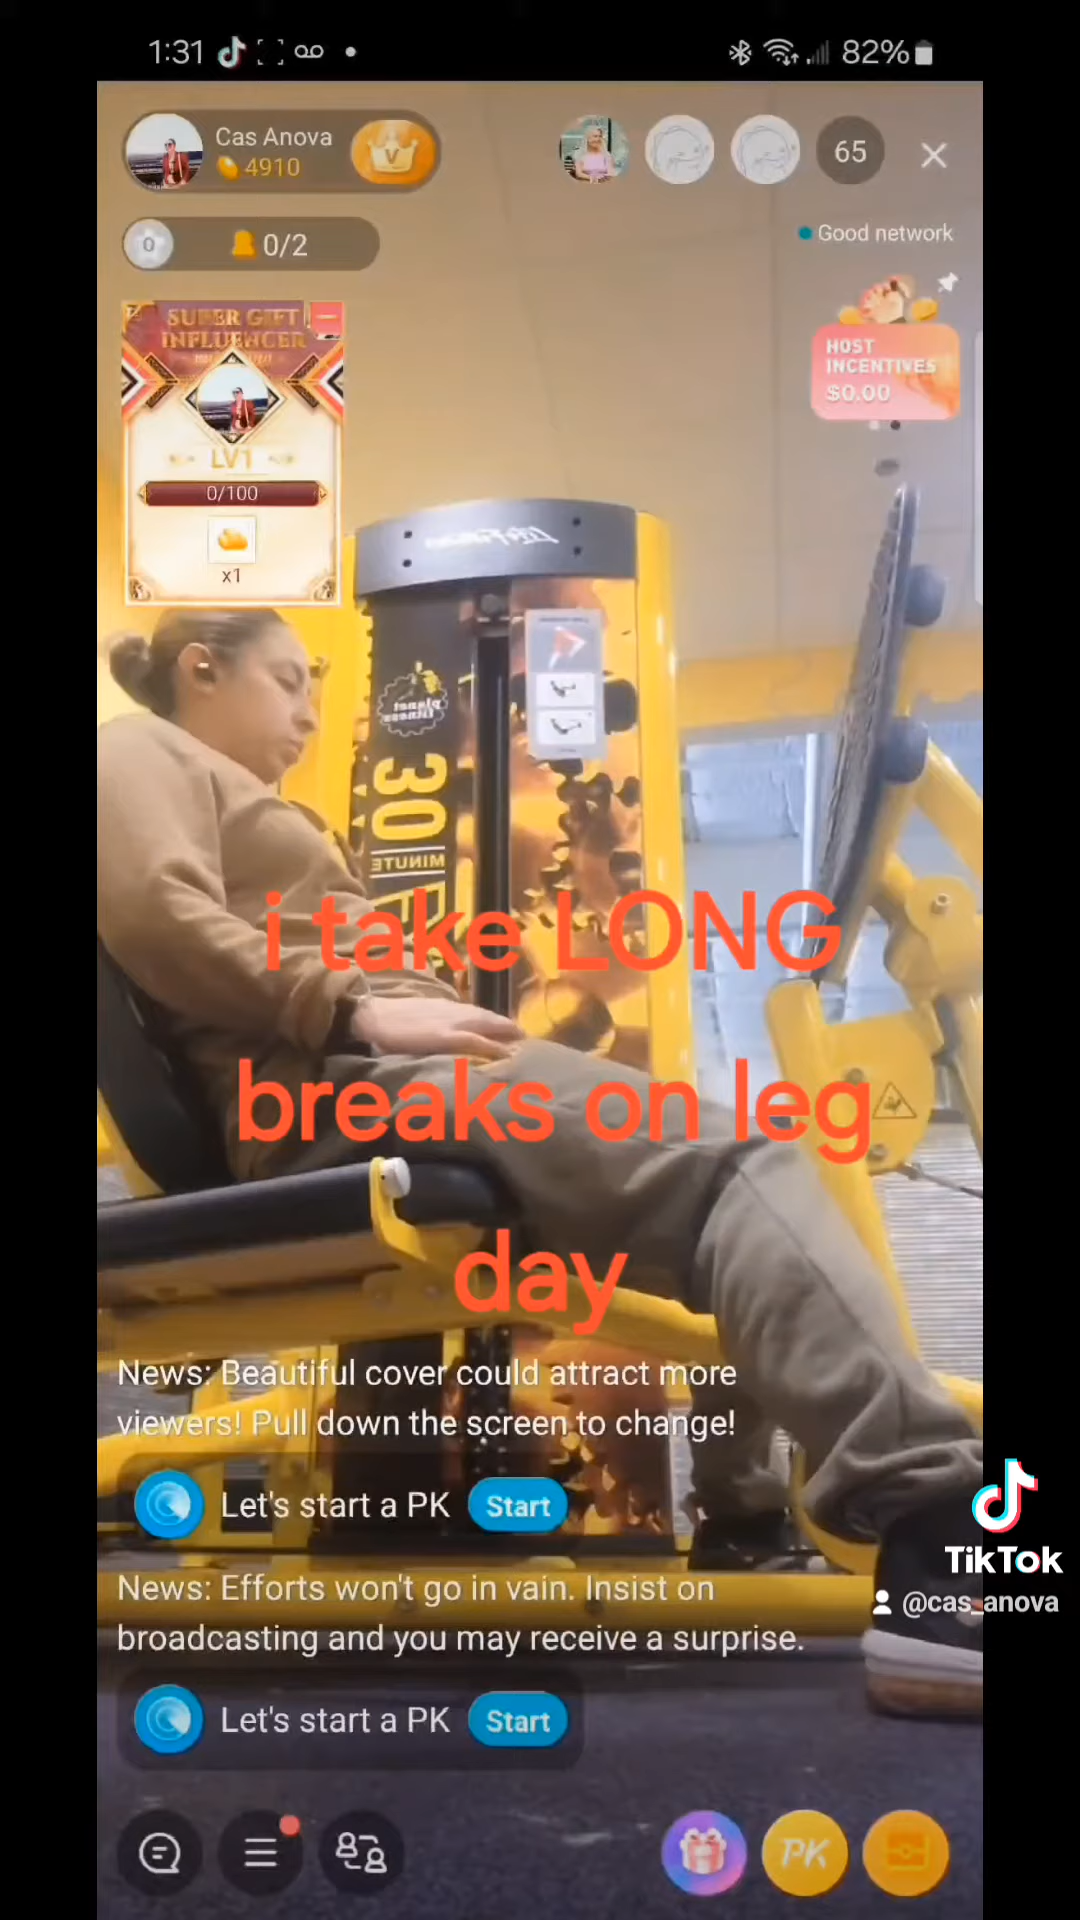 1:31
82%
Cas Anova
4910
V
65
0
0/2
Good network
SUPER GIFT
INFLUENCER
LV1
0/100
x1
HOST
INCENTIVES
$0.00
planet
fitness
30
MINUTE
i take LONG
breaks on leg
day
News: Beautiful cover could attract more
viewers! Pull down the screen to change!
Let's start a PK Start
News: Efforts won't go in vain. Insist on
broadcasting and you may receive a surprise.
Let's start a PK Start
TikTok
@cas_anova
PK